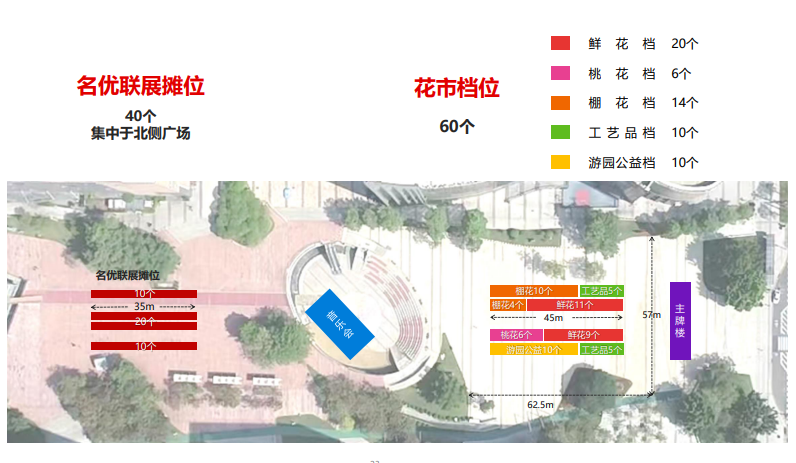 名优联展摊位
40个
集中于北侧广场
花市档位
60个
鲜花档 20个
桃花档 6个
棚花档 14个
工艺品档 10个
游园公益档 10个
名优联展摊位
10个
35m
20个
10个
音乐会
棚花10个 工艺品5个
棚花4个 鲜花11个
45m
桃花6个 鲜花9个
游园公益10个 工艺品5个
57m
主牌楼
62.5m